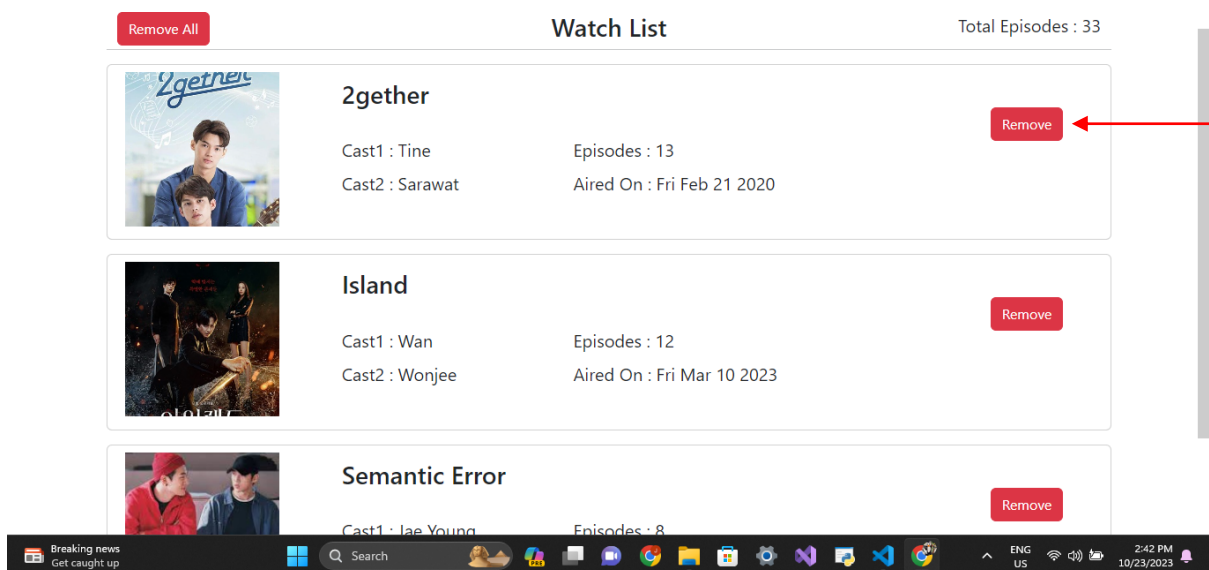 Remove All
Watch List
Total Episodes : 33
2gether
2gether
Remove
Cast1 : Tine
Episodes : 13
Cast2 : Sarawat
Aired On : Fri Feb 21 2020
Island
Remove
Cast1 : Wan
Episodes : 12
Cast2 : Wonjee
Aired On : Fri Mar 10 2023
Semantic Error
Remove
Cast1 : Jae Young
Episodes : 8
Breaking news
Get caught up
Search
PRE
ENG
US
2:42 PM
10/23/2023